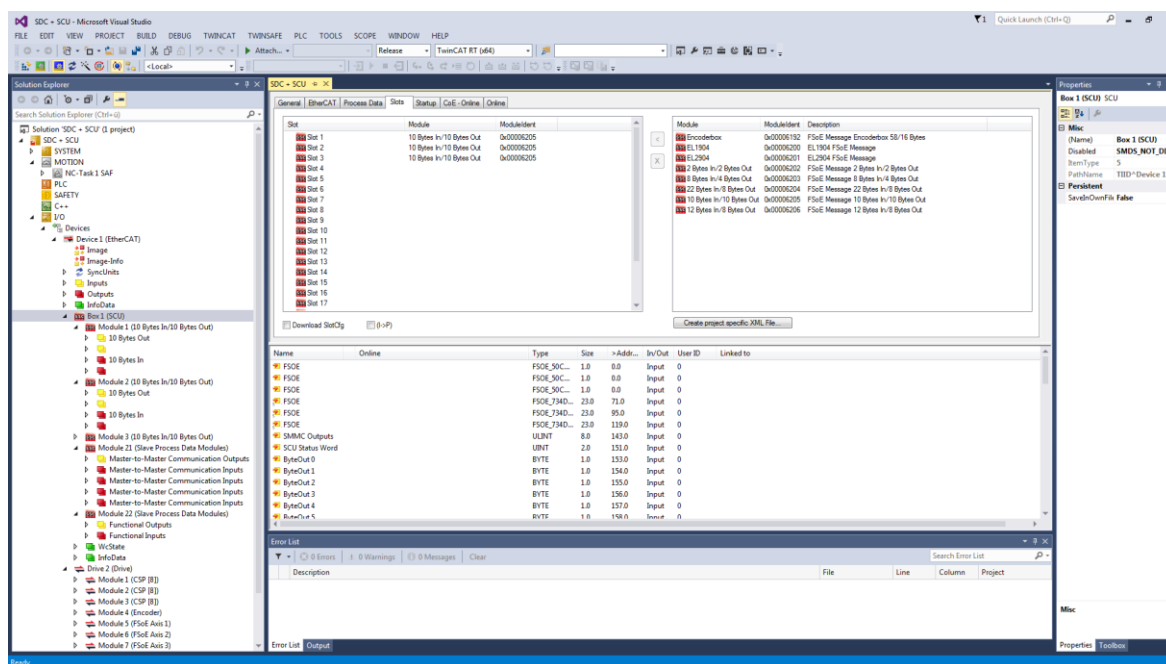 SDC + SCU - Microsoft Visual Studio
1 Quick Launch (Ctrl+Q)
FILE EDIT VIEW PROJECT BUILD DEBUG TWINCAT TWINSAFE PLC TOOLS SCOPE WINDOW HELP
Attach... Release TwinCAT RT (x64)
<Local>
Solution Explorer
Search Solution Explorer (Ctrl+ü)
Solution 'SDC + SCU' (1 project)
SDC + SCU
SYSTEM
MOTION
NC-Task 1 SAF
PLC
SAFETY
C++
I/O
Devices
Device 1 (EtherCAT)
Image
Image-Info
SyncUnits
Inputs
Outputs
InfoData
Box 1 (SCU)
Module 1 (10 Bytes In/10 Bytes Out)
10 Bytes Out
10 Bytes In
Module 2 (10 Bytes In/10 Bytes Out)
10 Bytes Out
10 Bytes In
Module 3 (10 Bytes In/10 Bytes Out)
Module 21 (Slave Process Data Modules)
Master-to-Master Communication Outputs
Master-to-Master Communication Inputs
Master-to-Master Communication Inputs
Master-to-Master Communication Inputs
Master-to-Master Communication Inputs
Module 22 (Slave Process Data Modules)
Functional Outputs
Functional Inputs
WcState
InfoData
Drive 2 (Drive)
Module 1 (CSP [8])
Module 2 (CSP [8])
Module 3 (CSP [8])
Module 4 (Encoder)
Module 5 (FSoE Axis 1)
Module 6 (FSoE Axis 2)
Module 7 (FSoE Axis 3)
SDC + SCU
General EtherCAT Process Data Slots Startup CoE - Online Online
Slot Module ModuleIdent
Slot 1 10 Bytes In/10 Bytes Out 0x00006205
Slot 2 10 Bytes In/10 Bytes Out 0x00006205
Slot 3 10 Bytes In/10 Bytes Out 0x00006205
Slot 4
Slot 5
Slot 6
Slot 7
Slot 8
Slot 9
Slot 10
Slot 11
Slot 12
Slot 13
Slot 14
Slot 15
Slot 16
Slot 17
< X
Module ModuleIdent Description
Encoderbox 0x00006192 FSoE Message Encoderbox 58/16 Bytes
EL1904 0x00006200 EL1904 FSoE Message
EL2904 0x00006201 EL2904 FSoE Message
2 Bytes In/2 Bytes Out 0x00006202 FSoE Message 2 Bytes In/2 Bytes Out
8 Bytes In/4 Bytes Out 0x00006203 FSoE Message 8 Bytes In/4 Bytes Out
22 Bytes In/8 Bytes Out 0x00006204 FSoE Message 22 Bytes In/8 Bytes Out
10 Bytes In/10 Bytes Out 0x00006205 FSoE Message 10 Bytes In/10 Bytes Out
12 Bytes In/8 Bytes Out 0x00006206 FSoE Message 12 Bytes In/8 Bytes Out
Download SlotCfg (I->P)
Create project specific XML File...
Name Online Type Size >Addr... In/Out User ID Linked to
FSOE FSOE_50C... 1.0 0.0 Input 0
FSOE FSOE_50C... 1.0 0.0 Input 0
FSOE FSOE_50C... 1.0 0.0 Input 0
FSOE FSOE_734D... 23.0 71.0 Input 0
FSOE FSOE_734D... 23.0 95.0 Input 0
FSOE FSOE_734D... 23.0 119.0 Input 0
SMMC Outputs ULINT 8.0 143.0 Input 0
SCU Status Word UINT 2.0 151.0 Input 0
ByteOut 0 BYTE 1.0 153.0 Input 0
ByteOut 1 BYTE 1.0 154.0 Input 0
ByteOut 2 BYTE 1.0 155.0 Input 0
ByteOut 3 BYTE 1.0 156.0 Input 0
ByteOut 4 BYTE 1.0 157.0 Input 0
ByteOut 5 BYTE 1.0 158.0 Input 0
Error List
0 Errors 0 Warnings 0 Messages Clear
Search Error List
Description File Line Column Project
Error List Output
Properties
Box 1 (SCU) SCU
Misc
(Name) Box 1 (SCU)
Disabled SMDS_NOT_DI
ItemType 5
PathName TIID^Device 1
Persistent
SaveInOwnFil False
Misc
Properties Toolbox
Ready